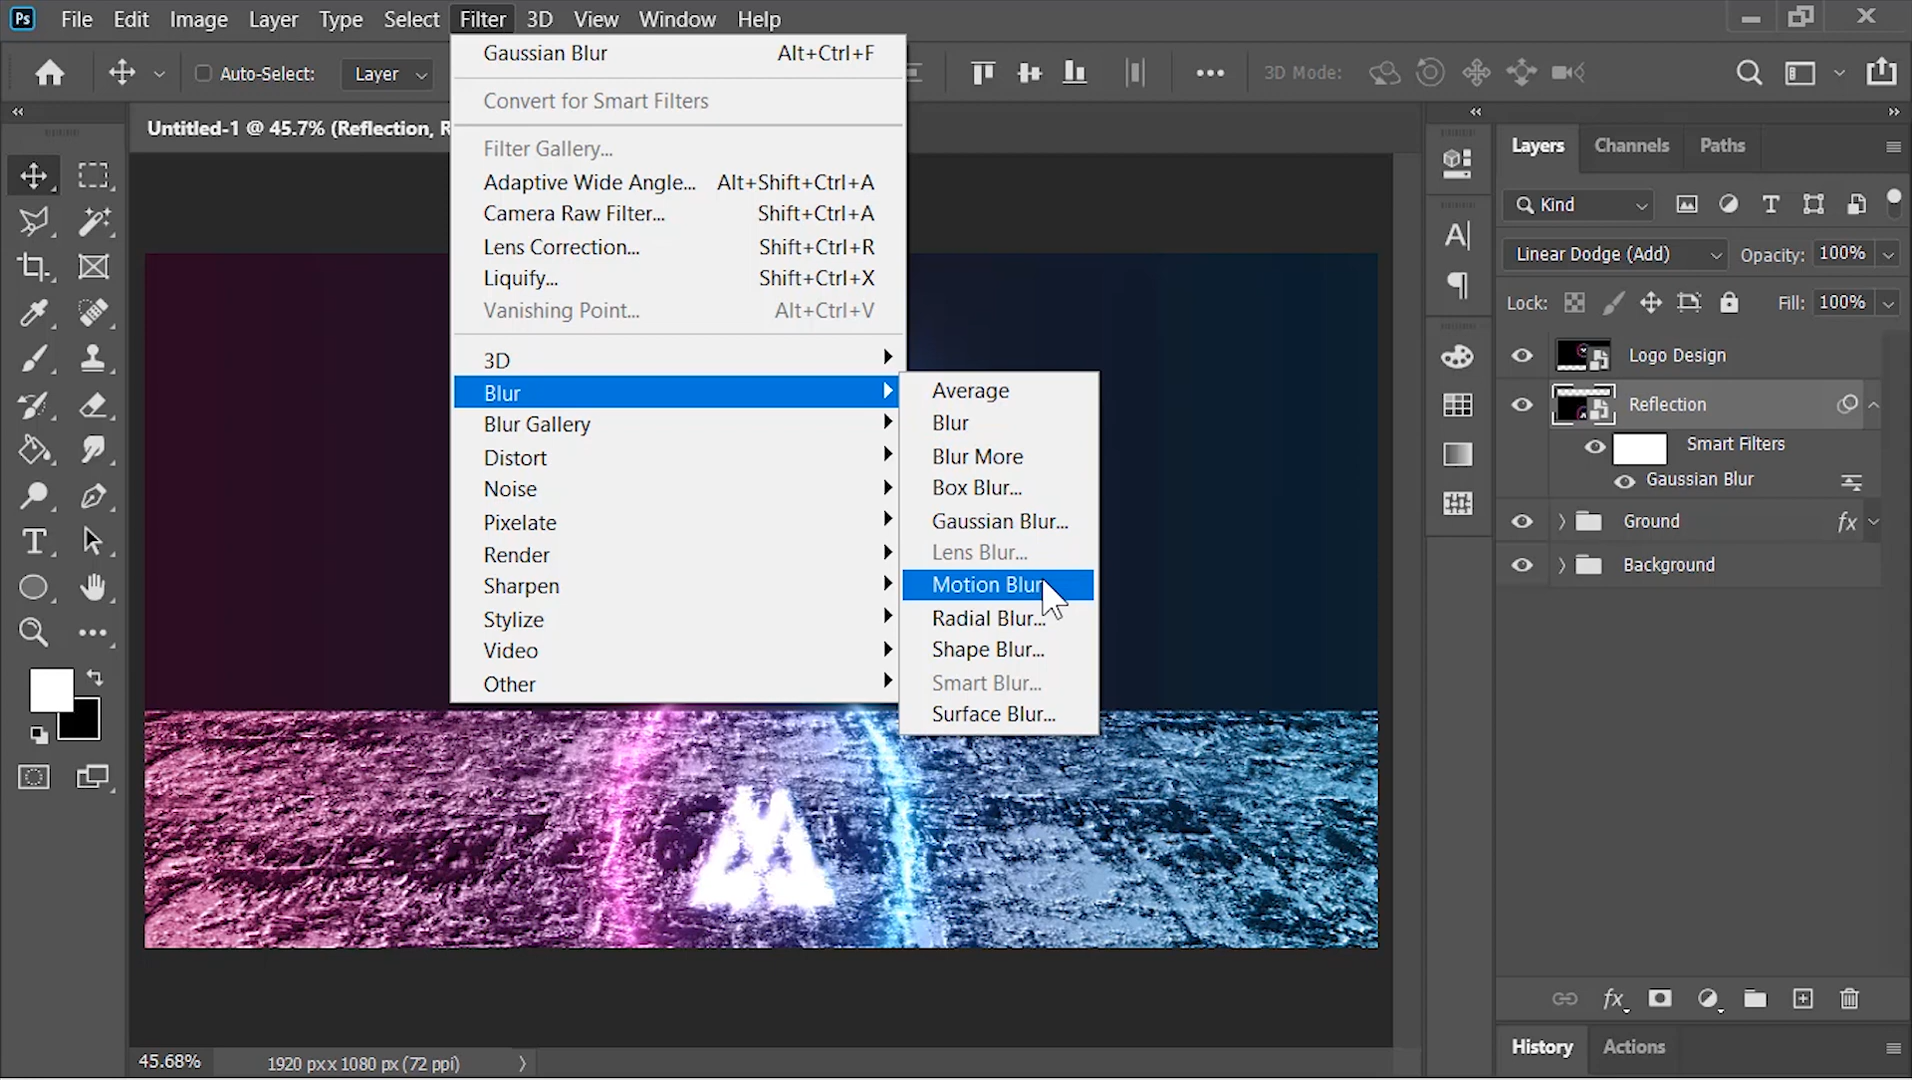 Ps File Edit Image Layer Type Select Filter 3D View Window Help
Auto-Select: Layer 3D Mode:
Untitled-1 @ 45.7% (Reflection, R
Gaussian Blur Alt+Ctrl+F
Convert for Smart Filters
Filter Gallery...
Adaptive Wide Angle... Alt+Shift+Ctrl+A
Camera Raw Filter... Shift+Ctrl+A
Lens Correction... Shift+Ctrl+R
Liquify... Shift+Ctrl+X
Vanishing Point... Alt+Ctrl+V
3D
Blur
Blur Gallery
Distort
Noise
Pixelate
Render
Sharpen
Stylize
Video
Other
Average
Blur
Blur More
Box Blur...
Gaussian Blur...
Lens Blur...
Motion Blur
Radial Blur...
Shape Blur...
Smart Blur...
Surface Blur...
Layers Channels Paths
Kind
Linear Dodge (Add) Opacity: 100%
Lock: Fill: 100%
Logo Design
Reflection
Smart Filters
Gaussian Blur
Ground fx
Background
fx
History Actions
45.68% 1920 px x 1080 px (72 ppi)